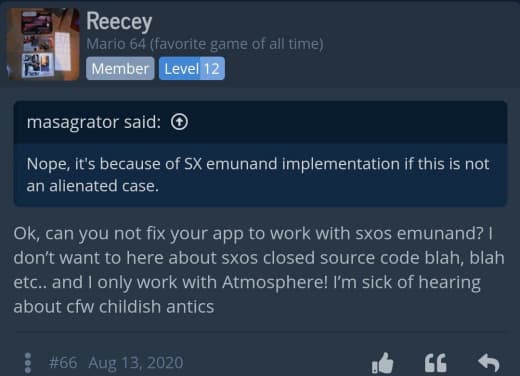 Reecey
Mario 64 (favorite game of all time)
Member Level 12
masagrator said:
Nope, it's because of SX emunand implementation if this is not
an alienated case.
Ok, can you not fix your app to work with sxos emunand? I
don’t want to here about sxos closed source code blah, blah
etc.. and I only work with Atmosphere! I’m sick of hearing
about cfw childish antics
#66 Aug 13, 2020